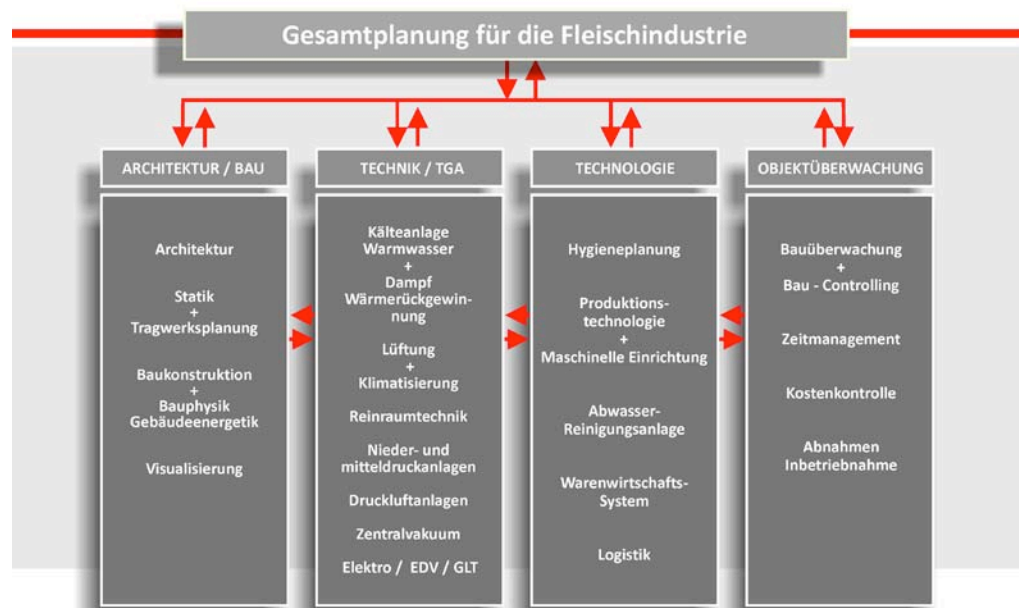 Gesamtplanung für die Fleischindustrie
ARCHITEKTUR / BAU
Architektur
Statik
+
Tragwerksplanung
Baukonstruktion
+
Bauphysik
Gebäudeenergetik
Visualisierung
TECHNIK / TGA
Kälteanlage
Warmwasser
+
Dampf
Wärmerückgewin-
nung
Lüftung
+
Klimatisierung
Reinraumtechnik
Nieder- und
mitteldruckanlagen
Druckluftanlagen
Zentralvakuum
Elektro / EDV / GLT
TECHNOLOGIE
Hygieneplanung
Produktions-
technologie
+
Maschinelle Einrichtung
Abwasser-
Reinigungsanlage
Warenwirtschafts-
System
Logistik
OBJEKTÜBERWACHUNG
Bauüberwachung
+
Bau - Controlling
Zeitmanagement
Kostenkontrolle
Abnahmen
Inbetriebnahme